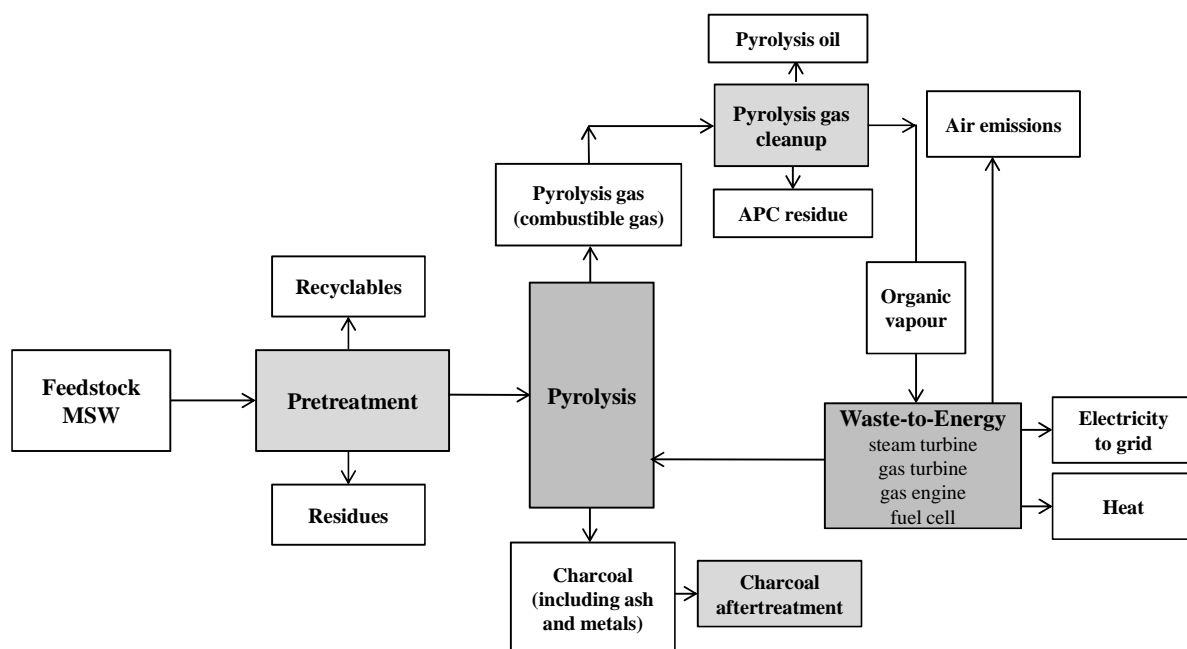 Pyrolysis oil
Pyrolysis gas
cleanup
Air emissions
Pyrolysis gas
(combustible gas)
APC residue
Recyclables
Organic
vapour
Feedstock
MSW
Pretreatment
Pyrolysis
Waste-to-Energy
steam turbine
gas turbine
gas engine
fuel cell
Electricity
to grid
Residues
Heat
Charcoal
(including ash
and metals)
Charcoal
aftertreatment